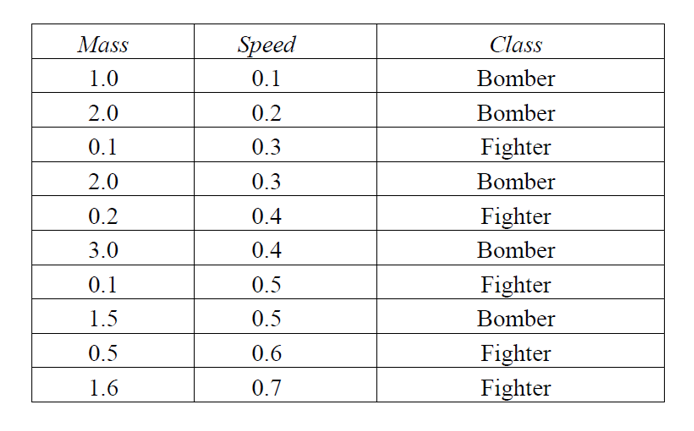 Mass Speed Class
1.0 0.1 Bomber
2.0 0.2 Bomber
0.1 0.3 Fighter
2.0 0.3 Bomber
0.2 0.4 Fighter
3.0 0.4 Bomber
0.1 0.5 Fighter
1.5 0.5 Bomber
0.5 0.6 Fighter
1.6 0.7 Fighter